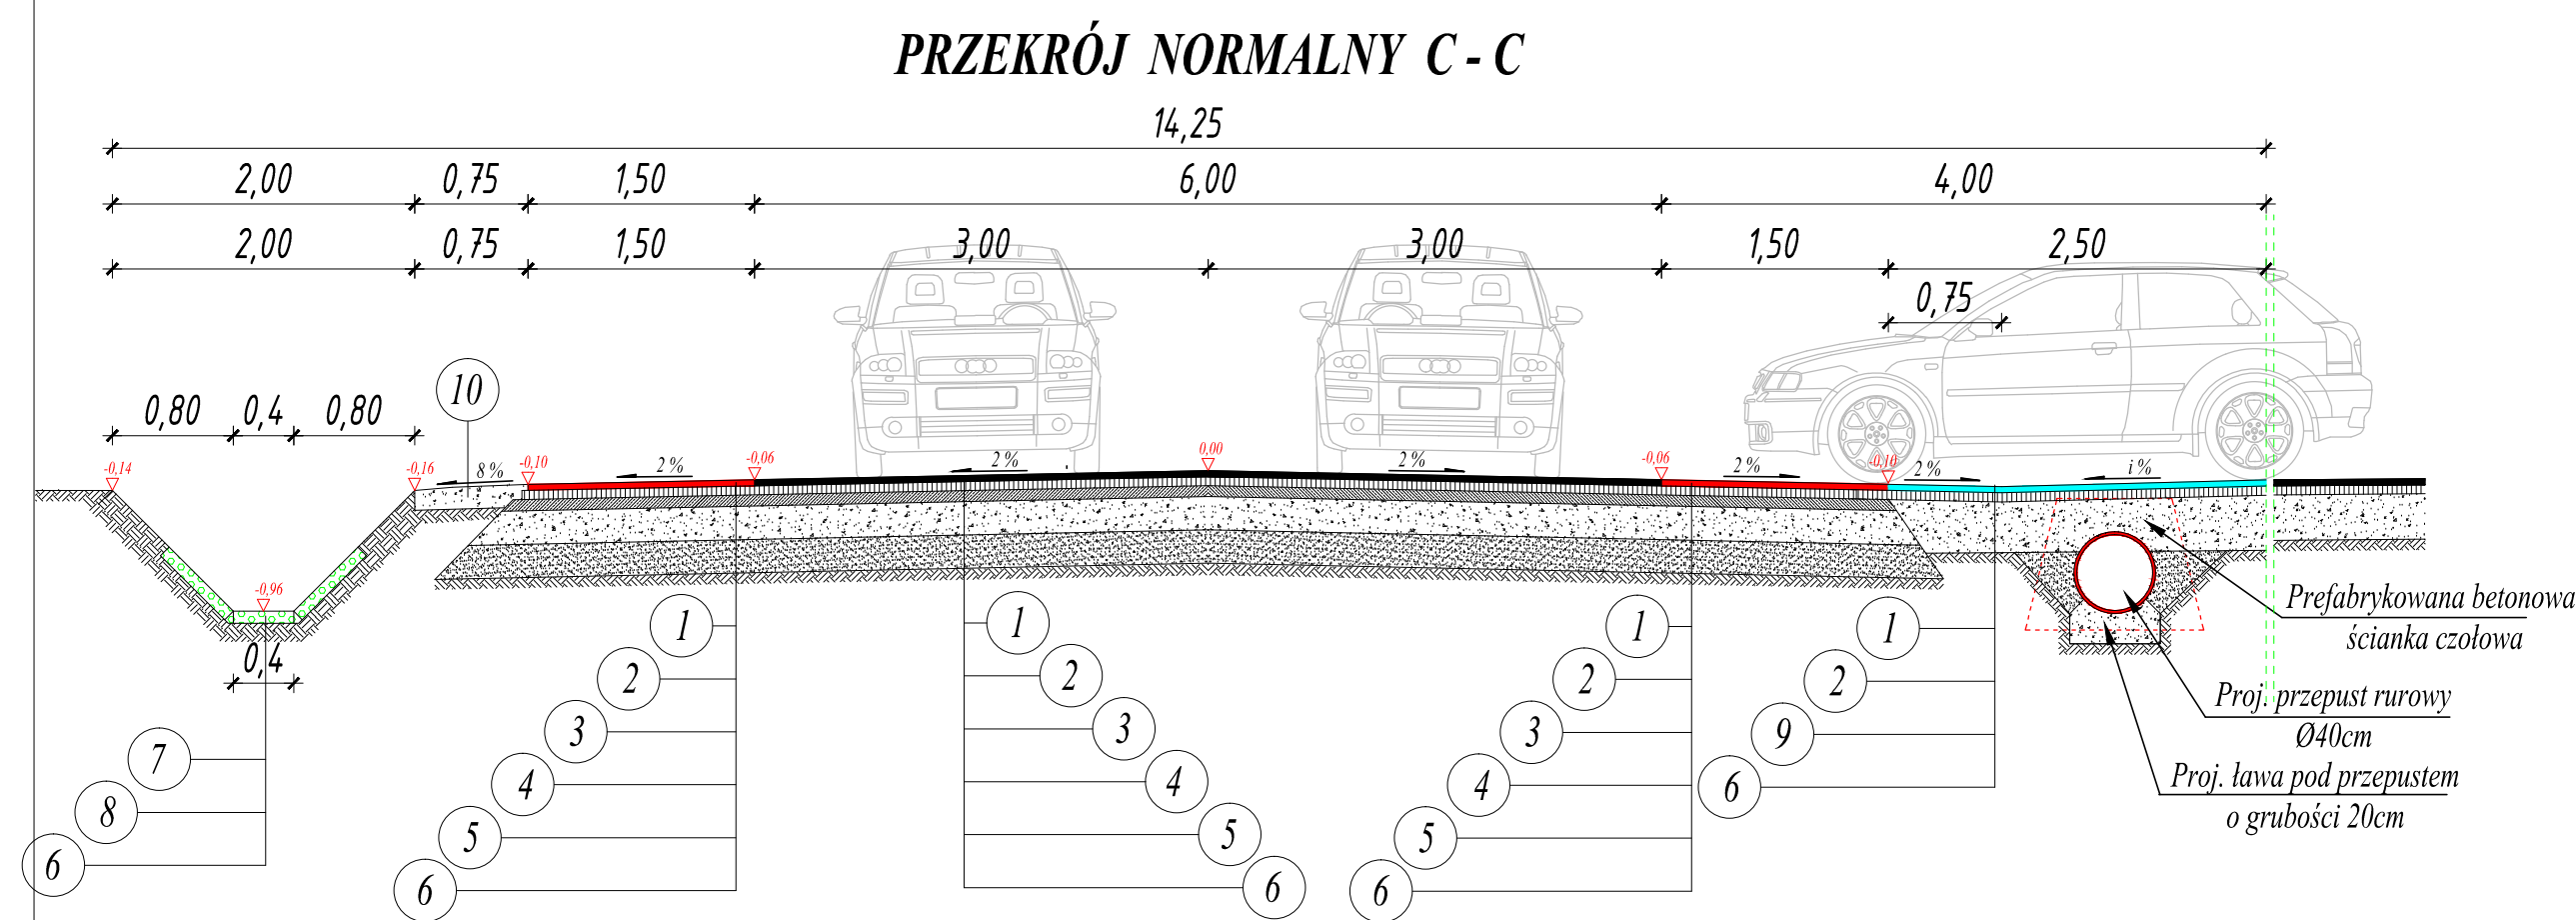 PRZEKRÓJ NORMALNY C - C
14,25
2,00 0,75 1,50 6,00 4,00
2,00 0,75 1,50 3,00 3,00 1,50 2,50
0,75
10
0,80 0,4 0,80
-0,14 -0,16 8% -0,10 2% -0,06 2% 0,00 2% -0,06 2% -0,10 2% i%
-0,96
0,4
Prefabrykowana betonowa
ścianka czołowa
Proj. przepust rurowy
Ø40cm
Proj. ława pod przepustem
o grubości 20cm
7
8
6
1
2
3
4
5
6
1
2
3
4
5
6
1
2
3
4
5
6
1
2
9
6